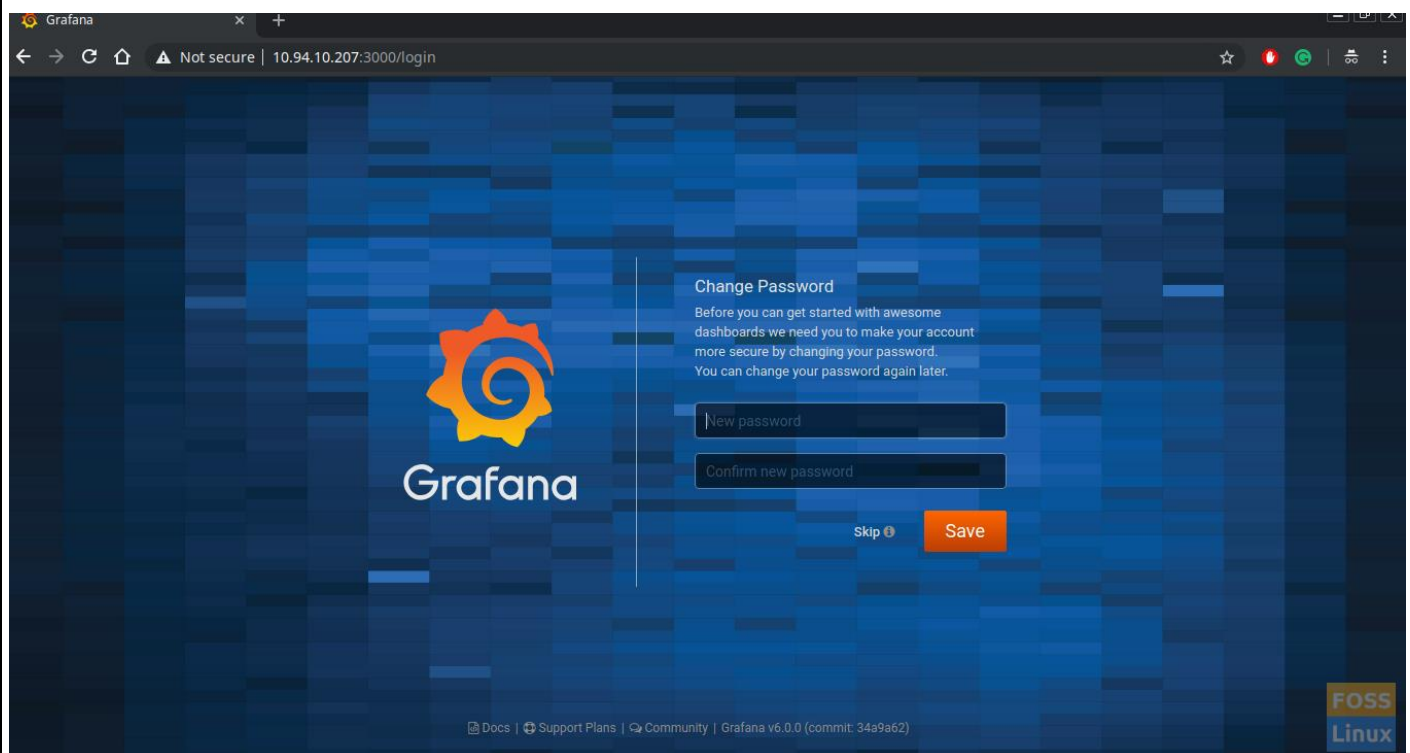 Grafana
Not secure | 10.94.10.207:3000/login
Grafana
Change Password
Before you can get started with awesome
dashboards we need you to make your account
more secure by changing your password.
You can change your password again later.
New password
Confirm new password
Skip
Save
Docs | Support Plans | Community | Grafana v6.0.0 (commit: 34a9a62)
FOSS
Linux